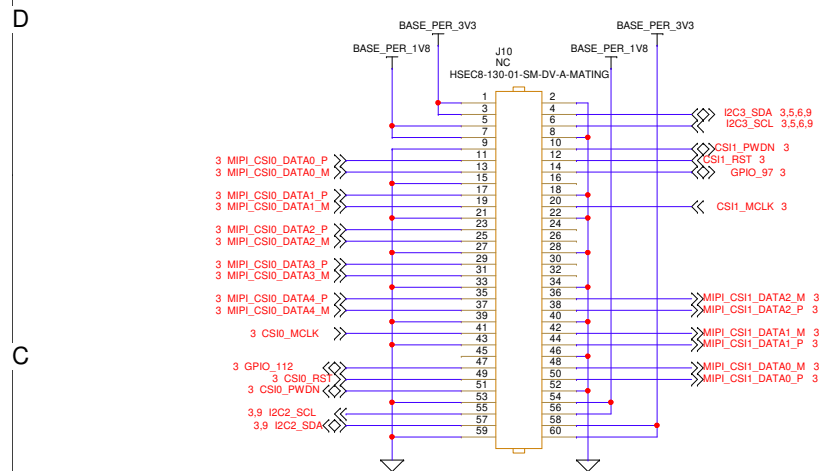 D
BASE_PER_3V3
BASE_PER_3V3
BASE_PER_1V8
J10
BASE_PER_1V8
NC
HSEC8-130-01-SM-DV-A-MATING
1 2
3 4 I2C3_SDA 3,5,6,9
5 6 I2C3_SCL 3,5,6,9
7 8
9 10 CSI1_PWDN 3
3 MIPI_CSI0_DATA0_P 11 12 CSI1_RST 3
3 MIPI_CSI0_DATA0_M 13 14 GPIO_97 3
15 16
3 MIPI_CSI0_DATA1_P 17 18
3 MIPI_CSI0_DATA1_M 19 20 CSI1_MCLK 3
21 22
3 MIPI_CSI0_DATA2_P 23 24
3 MIPI_CSI0_DATA2_M 25 26
27 28
3 MIPI_CSI0_DATA3_P 29 30
3 MIPI_CSI0_DATA3_M 31 32
33 34
3 MIPI_CSI0_DATA4_P 35 36 MIPI_CSI1_DATA2_M 3
3 MIPI_CSI0_DATA4_M 37 38 MIPI_CSI1_DATA2_P 3
39 40
3 CSI0_MCLK 41 42 MIPI_CSI1_DATA1_M 3
43 44 MIPI_CSI1_DATA1_P 3
C
45 46
3 GPIO_112 47 48 MIPI_CSI1_DATA0_M 3
3 CSI0_RST 49 50 MIPI_CSI1_DATA0_P 3
3 CSI0_PWDN 51 52
53 54
3,9 I2C2_SCL 55 56
3,9 I2C2_SDA 57 58
59 60